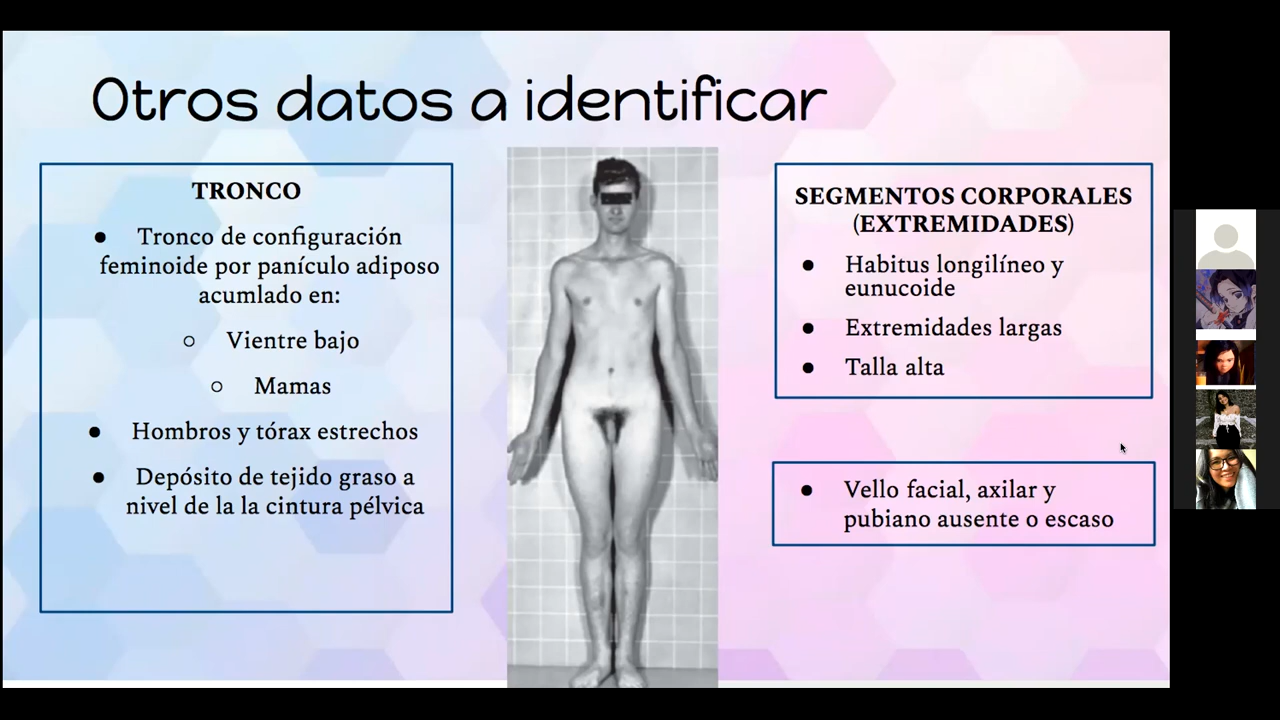 Otros datos a identificar
TRONCO
● Tronco de configuración
feminoide por panículo adiposo
acumlado en:
○ Vientre bajo
○ Mamas
● Hombros y tórax estrechos
● Depósito de tejido graso a
nivel de la la cintura pélvica
SEGMENTOS CORPORALES
(EXTREMIDADES)
● Habitus longilíneo y
eunucoide
● Extremidades largas
● Talla alta
● Vello facial, axilar y
pubiano ausente o escaso